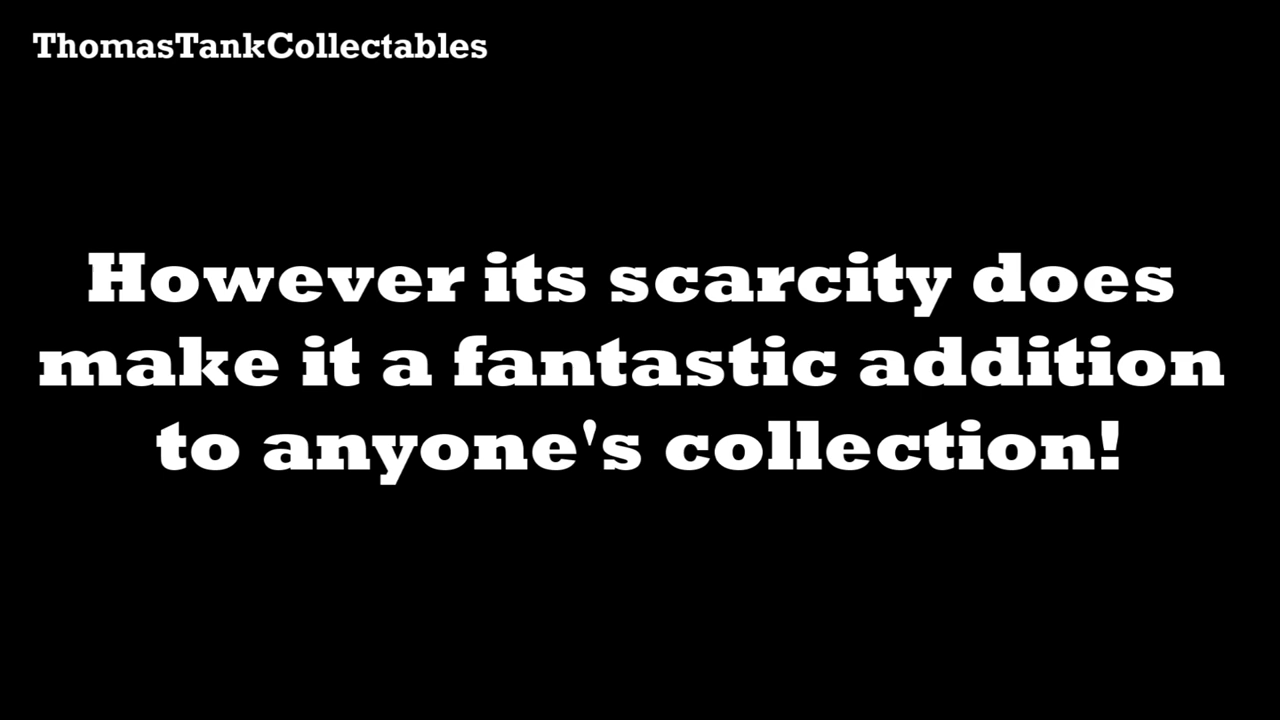 ThomasTankCollectables
However its scarcity does
make it a fantastic addition
to anyone's collection!